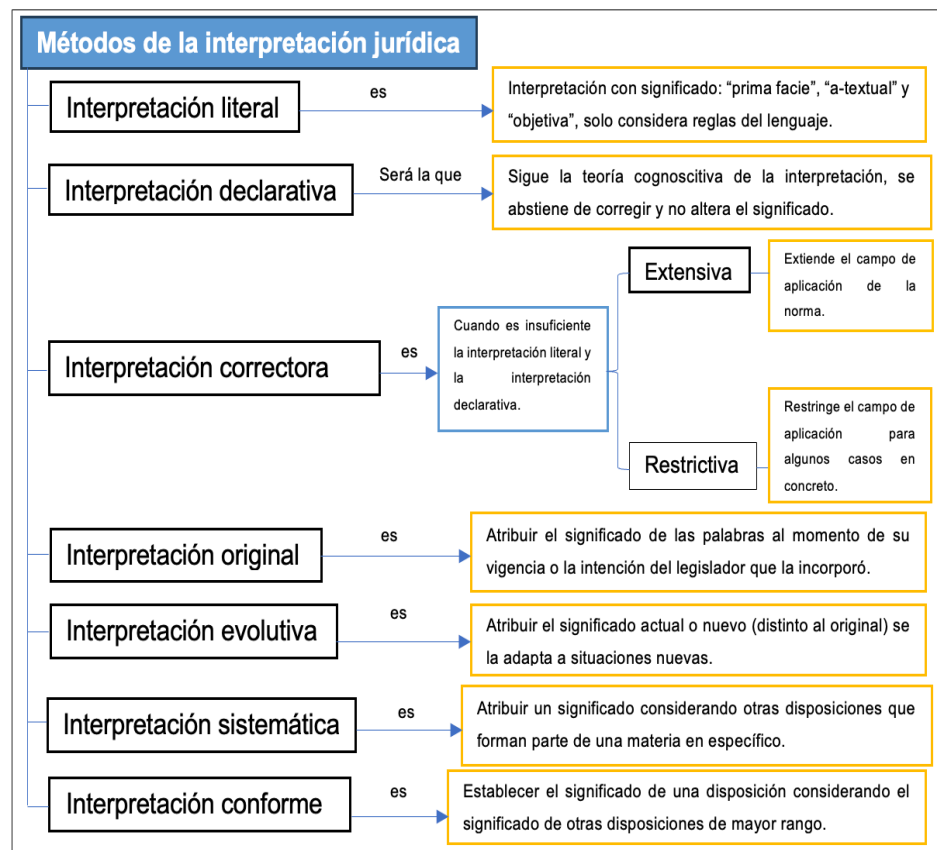 Métodos de la interpretación jurídica
Interpretación literal
es
Interpretación con significado: “prima facie”, “a-textual” y
“objetiva”, solo considera reglas del lenguaje.
Interpretación declarativa
Será la que
Sigue la teoría cognoscitiva de la interpretación, se
abstiene de corregir y no altera el significado.
Interpretación correctora
es
Cuando es insuficiente
la interpretación literal y
la interpretación
declarativa.
Extensiva
Extiende el campo de
aplicación de la
norma.
Restrictiva
Restringe el campo de
aplicación para
algunos casos en
concreto.
Interpretación original
es
Atribuir el significado de las palabras al momento de su
vigencia o la intención del legislador que la incorporó.
Interpretación evolutiva
es
Atribuir el significado actual o nuevo (distinto al original) se
la adapta a situaciones nuevas.
Interpretación sistemática
es
Atribuir un significado considerando otras disposiciones que
forman parte de una materia en específico.
Interpretación conforme
es
Establecer el significado de una disposición considerando el
significado de otras disposiciones de mayor rango.